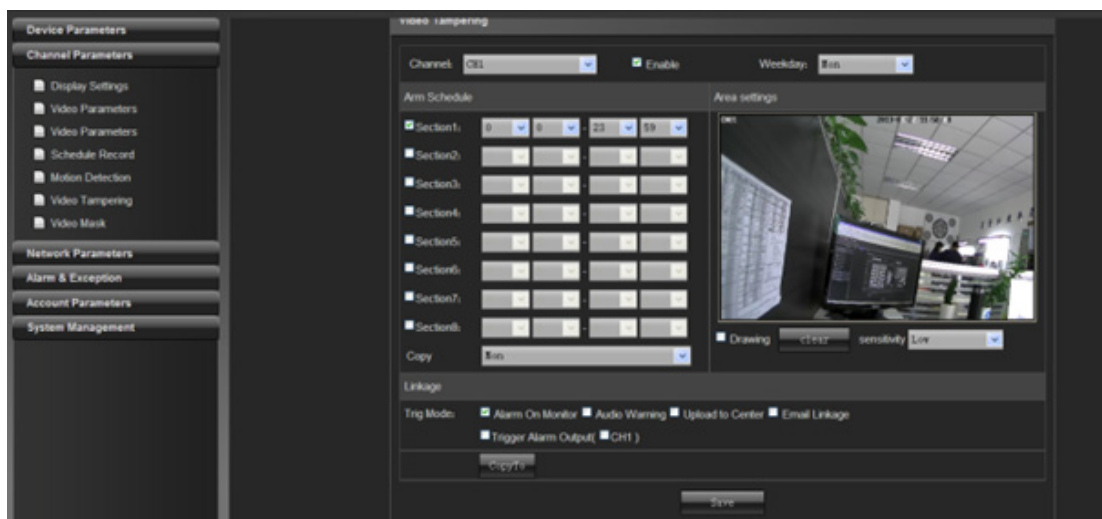 Video Tampering
Device Parameters
Channel Parameters
Display Settings
Video Parameters
Video Parameters
Schedule Record
Motion Detection
Video Tampering
Video Mask
Network Parameters
Alarm & Exception
Account Parameters
System Management
Channel: CH1 Enable Weekday: Mon
Arm Schedule Area settings
Section1: 0 0 - 23 59
Section2: -
Section3: -
Section4: -
Section5: -
Section6: -
Section7: -
Section8: -
Copy Mon
CH1
Drawing clear sensitivity Low
Linkage
Trig Mode: Alarm On Monitor Audio Warning Upload to Center Email Linkage
Trigger Alarm Output( CH1 )
CopyTo
Save